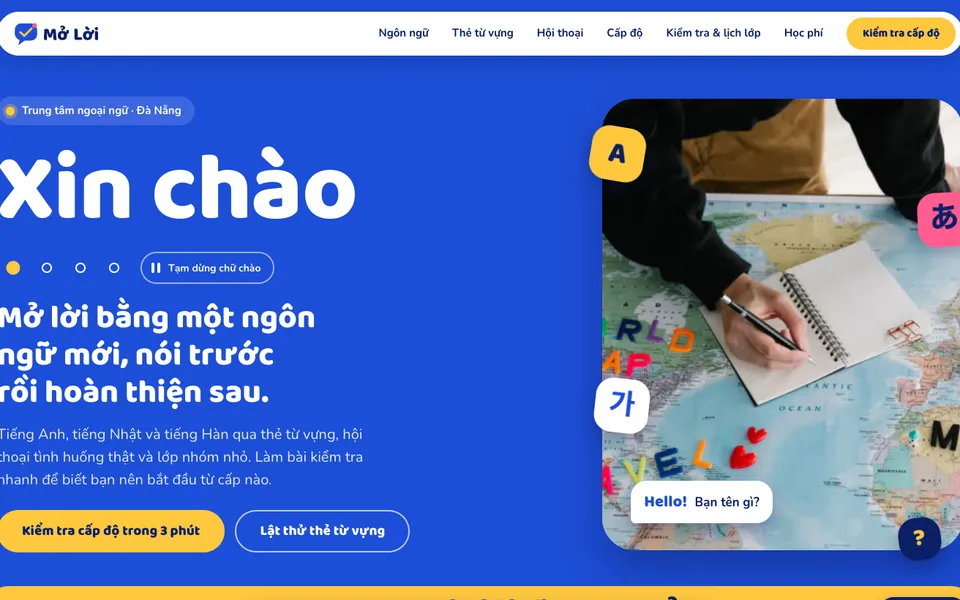 Mở Lời
Ngôn ngữ
Thẻ từ vựng
Hội thoại
Cấp độ
Kiểm tra & lịch lớp
Học phí
Kiểm tra cấp độ
Trung tâm ngoại ngữ · Đà Nẵng
Xin chào
Tạm dừng chữ chào
Mở lời bằng một ngôn
ngữ mới, nói trước
rồi hoàn thiện sau.
Tiếng Anh, tiếng Nhật và tiếng Hàn qua thẻ từ vựng, hội
thoại tình huống thật và lớp nhóm nhỏ. Làm bài kiểm tra
nhanh để biết bạn nên bắt đầu từ cấp nào.
Kiểm tra cấp độ trong 3 phút
Lật thử thẻ từ vựng
A
あ
RLD
AP
가
ATLANTIC
OCEAN
M
AVEL
Hello! Bạn tên gì?
?